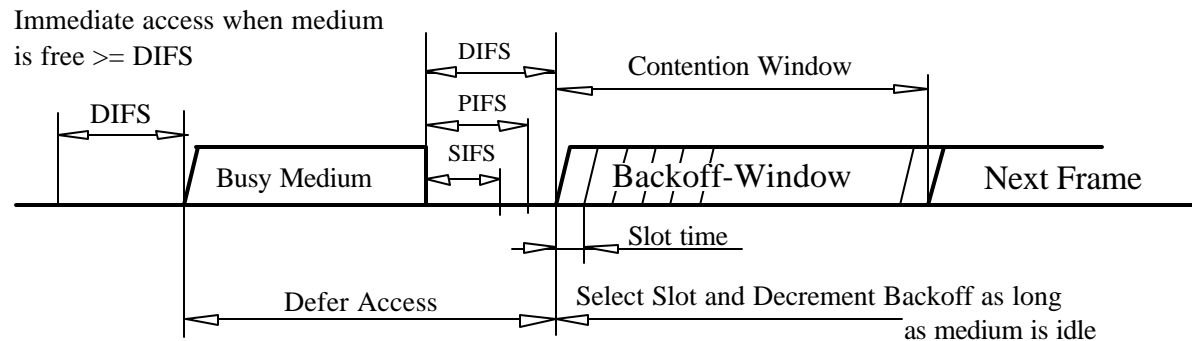 Immediate access when medium
is free >= DIFS
DIFS
DIFS
Contention Window
PIFS
SIFS
Busy Medium
Backoff-Window
Next Frame
Slot time
Defer Access
Select Slot and Decrement Backoff as long
as medium is idle